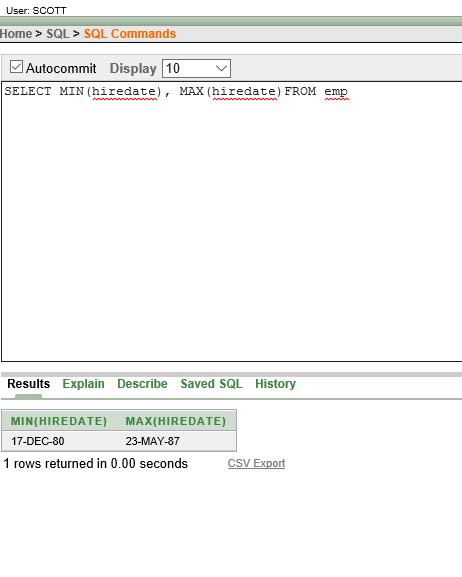 User: SCOTT
Home > SQL > SQL Commands
Autocommit Display 10
SELECT MIN(hiredate), MAX(hiredate)FROM emp
Results Explain Describe Saved SQL History
MIN(HIREDATE) MAX(HIREDATE)
17-DEC-80 23-MAY-87
1 rows returned in 0.00 seconds CSV Export